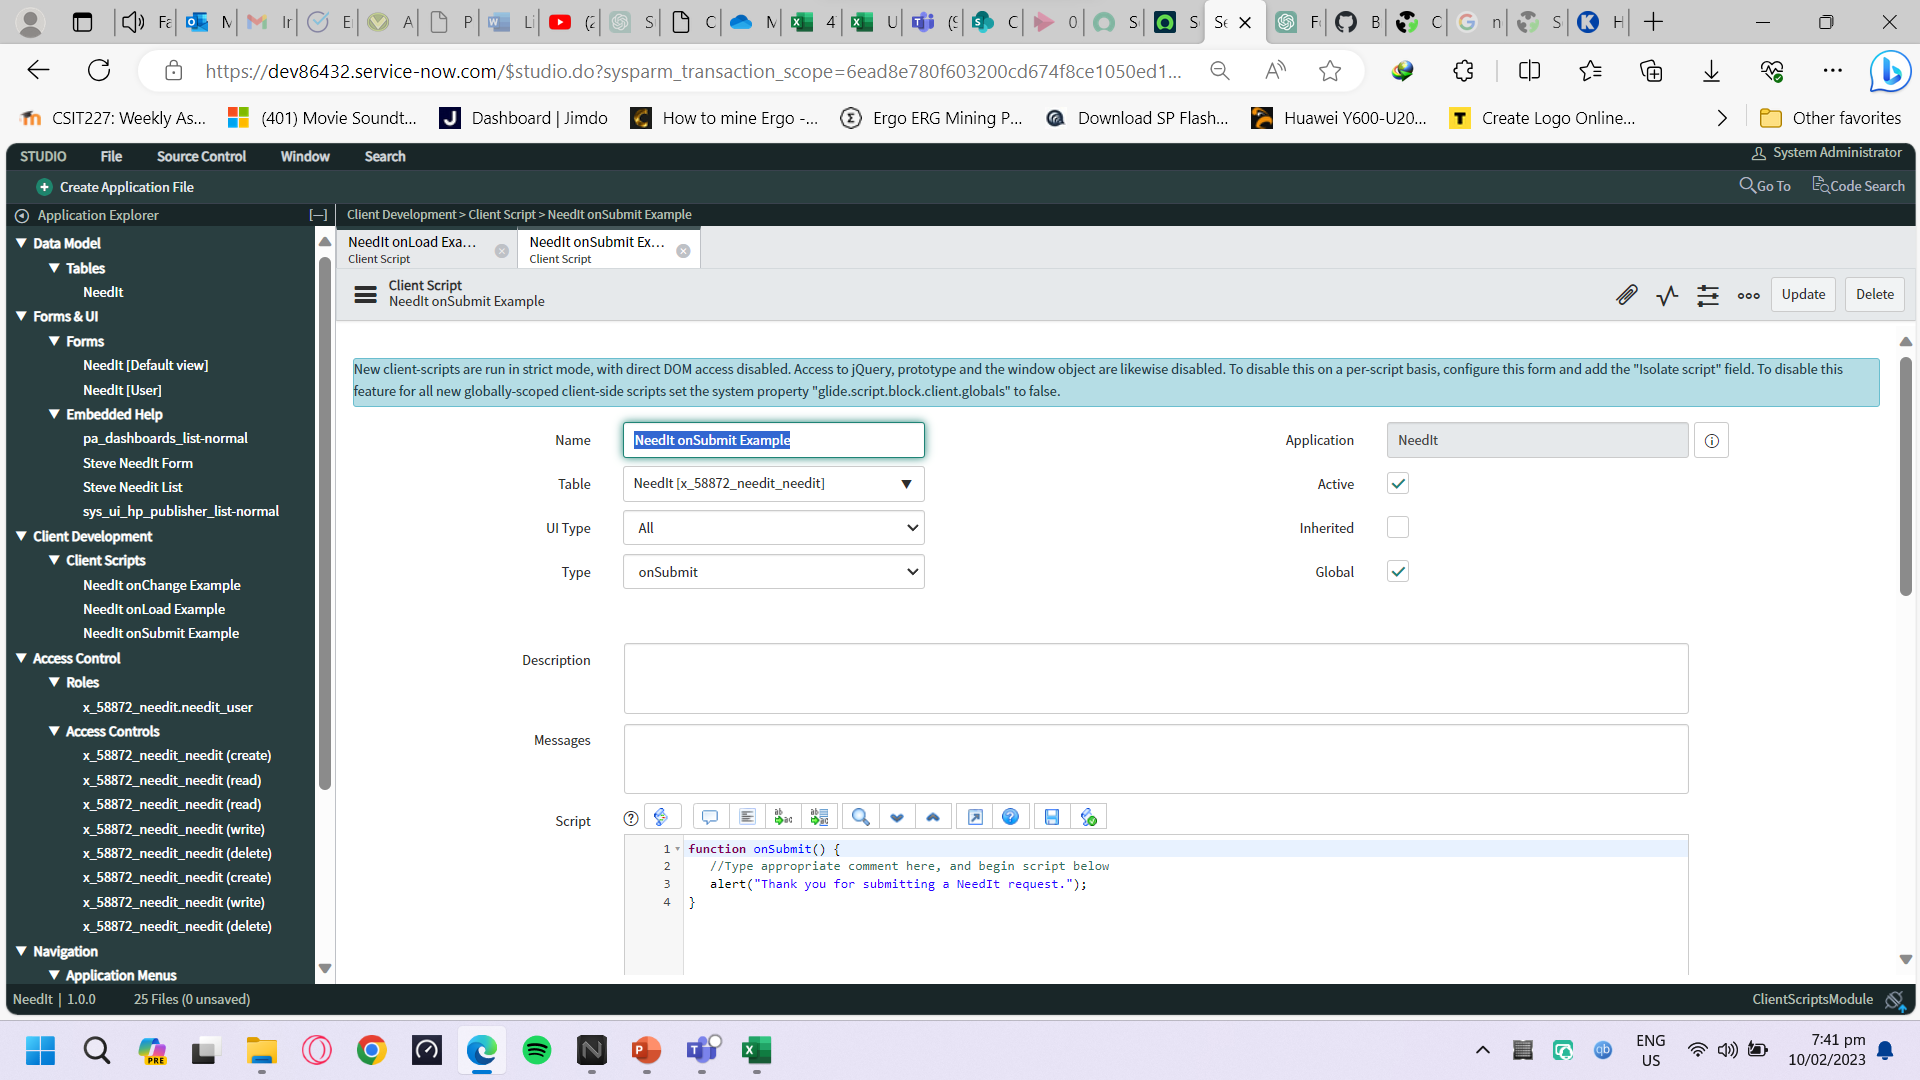 https://dev86432.service-now.com/$studio.do?sysparm_transaction_scope=6ead8e780f603200cd674f8ce1050ed1...
CSIT227: Weekly As...
(401) Movie Soundt...
Dashboard | Jimdo
How to mine Ergo -...
Ergo ERG Mining P...
Download SP Flash...
Huawei Y600-U20...
Create Logo Online...
Other favorites
STUDIO File Source Control Window Search
System Administrator
Create Application File
Go To
Code Search
Application Explorer
[—]
Client Development > Client Script > NeedIt onSubmit Example
Data Model
Tables
NeedIt
Forms & UI
Forms
NeedIt [Default view]
NeedIt [User]
Embedded Help
pa_dashboards_list-normal
Steve NeedIt Form
Steve Needit List
sys_ui_hp_publisher_list-normal
Client Development
Client Scripts
NeedIt onChange Example
NeedIt onLoad Example
NeedIt onSubmit Example
Access Control
Roles
x_58872_needit.needit_user
Access Controls
x_58872_needit_needit (create)
x_58872_needit_needit (read)
x_58872_needit_needit (read)
x_58872_needit_needit (write)
x_58872_needit_needit (delete)
x_58872_needit_needit (create)
x_58872_needit_needit (write)
x_58872_needit_needit (delete)
Navigation
Application Menus
NeedIt onLoad Exa...
Client Script
NeedIt onSubmit Ex...
Client Script
Client Script
NeedIt onSubmit Example
Update
Delete
New client-scripts are run in strict mode, with direct DOM access disabled. Access to jQuery, prototype and the window object are likewise disabled. To disable this on a per-script basis, configure this form and add the "Isolate script" field. To disable this
feature for all new globally-scoped client-side scripts set the system property "glide.script.block.client.globals" to false.
Name
NeedIt onSubmit Example
Application
NeedIt
Table
NeedIt [x_58872_needit_needit]
Active
UI Type
All
Inherited
Type
onSubmit
Global
Description
Messages
Script
1 function onSubmit() {
2 //Type appropriate comment here, and begin script below
3 alert("Thank you for submitting a NeedIt request.");
4 }
NeedIt | 1.0.0
25 Files (0 unsaved)
ClientScriptsModule
PRE
ENG
US
7:41 pm
10/02/2023